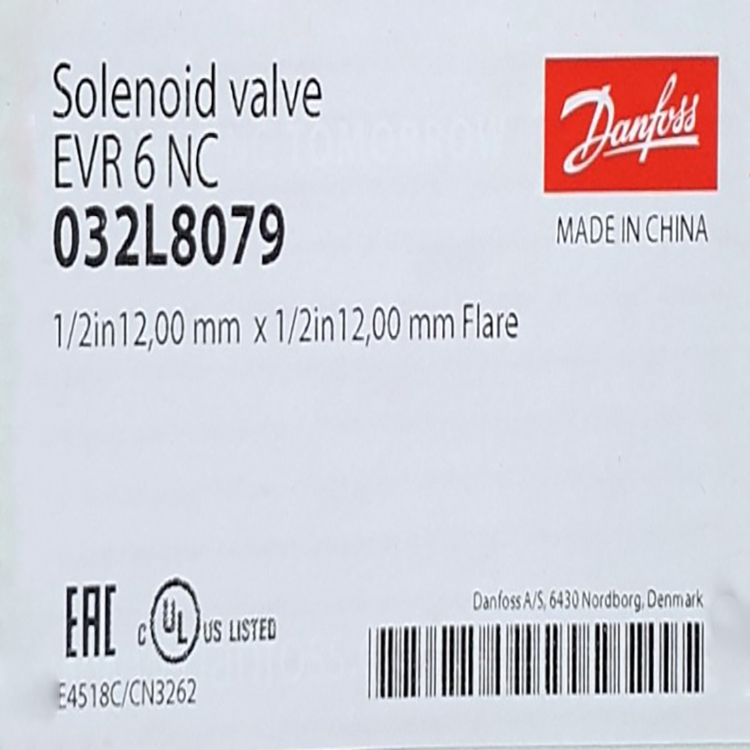 Solenoid valve
EVR 6 NC
032L8079
1/2in12,00 mm x 1/2in12,00 mm Flare
Danfoss
MADE IN CHINA
EAC
C UL US LISTED
E4518C/CN3262
Danfoss A/S, 6430 Nordborg, Denmark